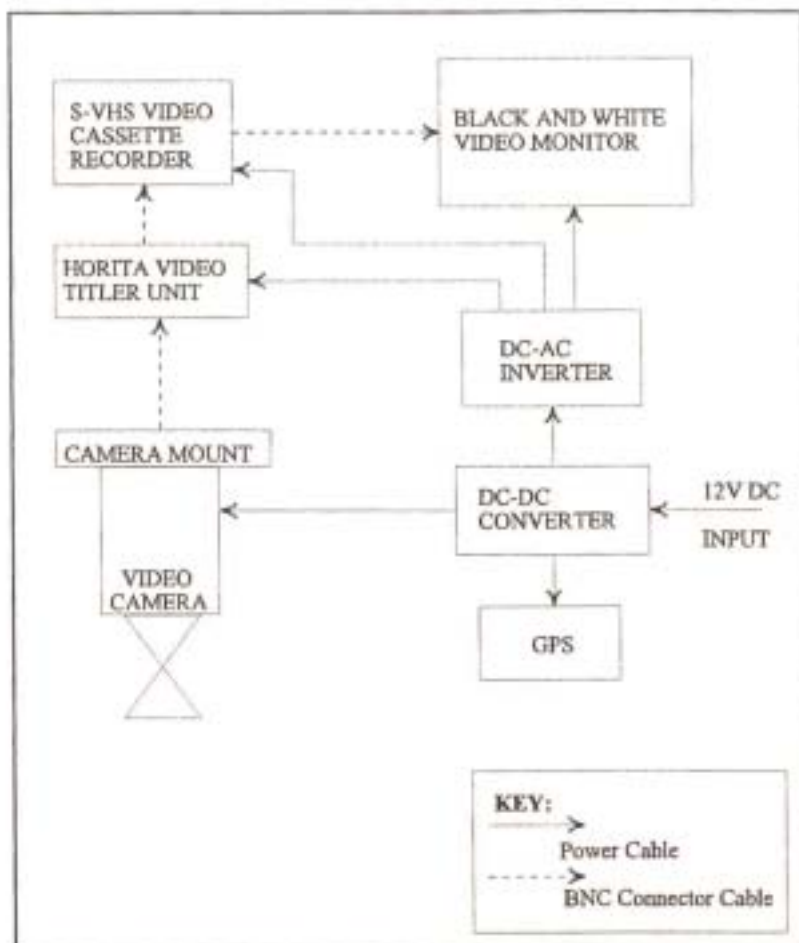 S-VHS VIDEO
CASSETTE
RECORDER
BLACK AND WHITE
VIDEO MONITOR
HORITA VIDEO
TITLER UNIT
DC-AC
INVERTER
CAMERA MOUNT
DC-DC
CONVERTER
12V DC
INPUT
VIDEO
CAMERA
GPS
KEY:
Power Cable
BNC Connector Cable